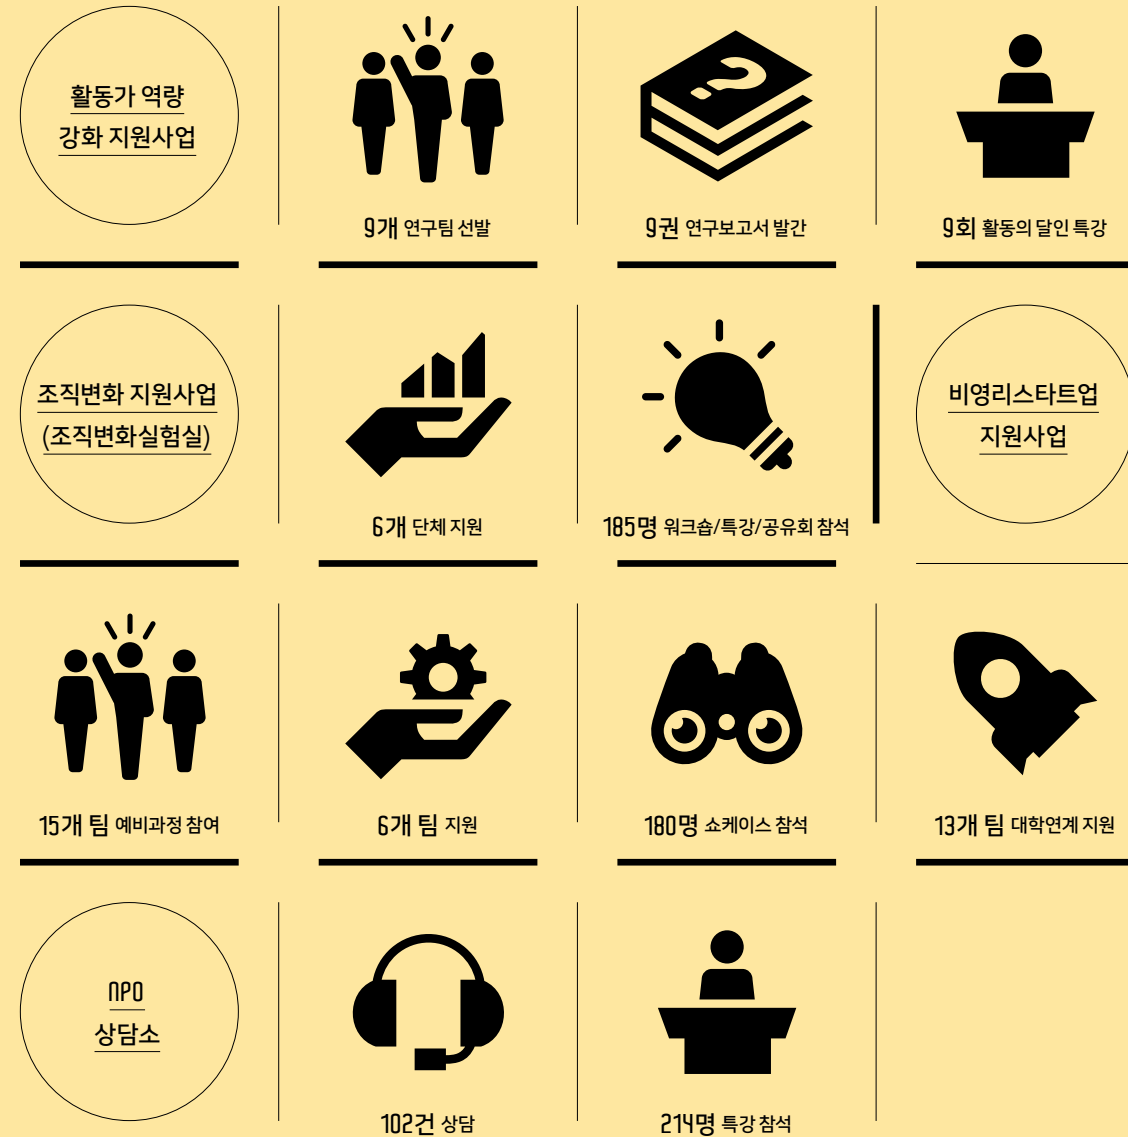 활동가 역량
강화 지원사업
9개 연구팀 선발
9권 연구보고서 발간
9회 활동의 달인 특강
조직변화 지원사업
(조직변화실험실)
6개 단체 지원
185명 워크숍/특강/공유회 참석
비영리스타트업
지원사업
15개 팀 예비과정 참여
6개 팀 지원
180명 쇼케이스 참석
13개 팀 대학연계 지원
NPO
상담소
102건 상담
214명 특강 참석